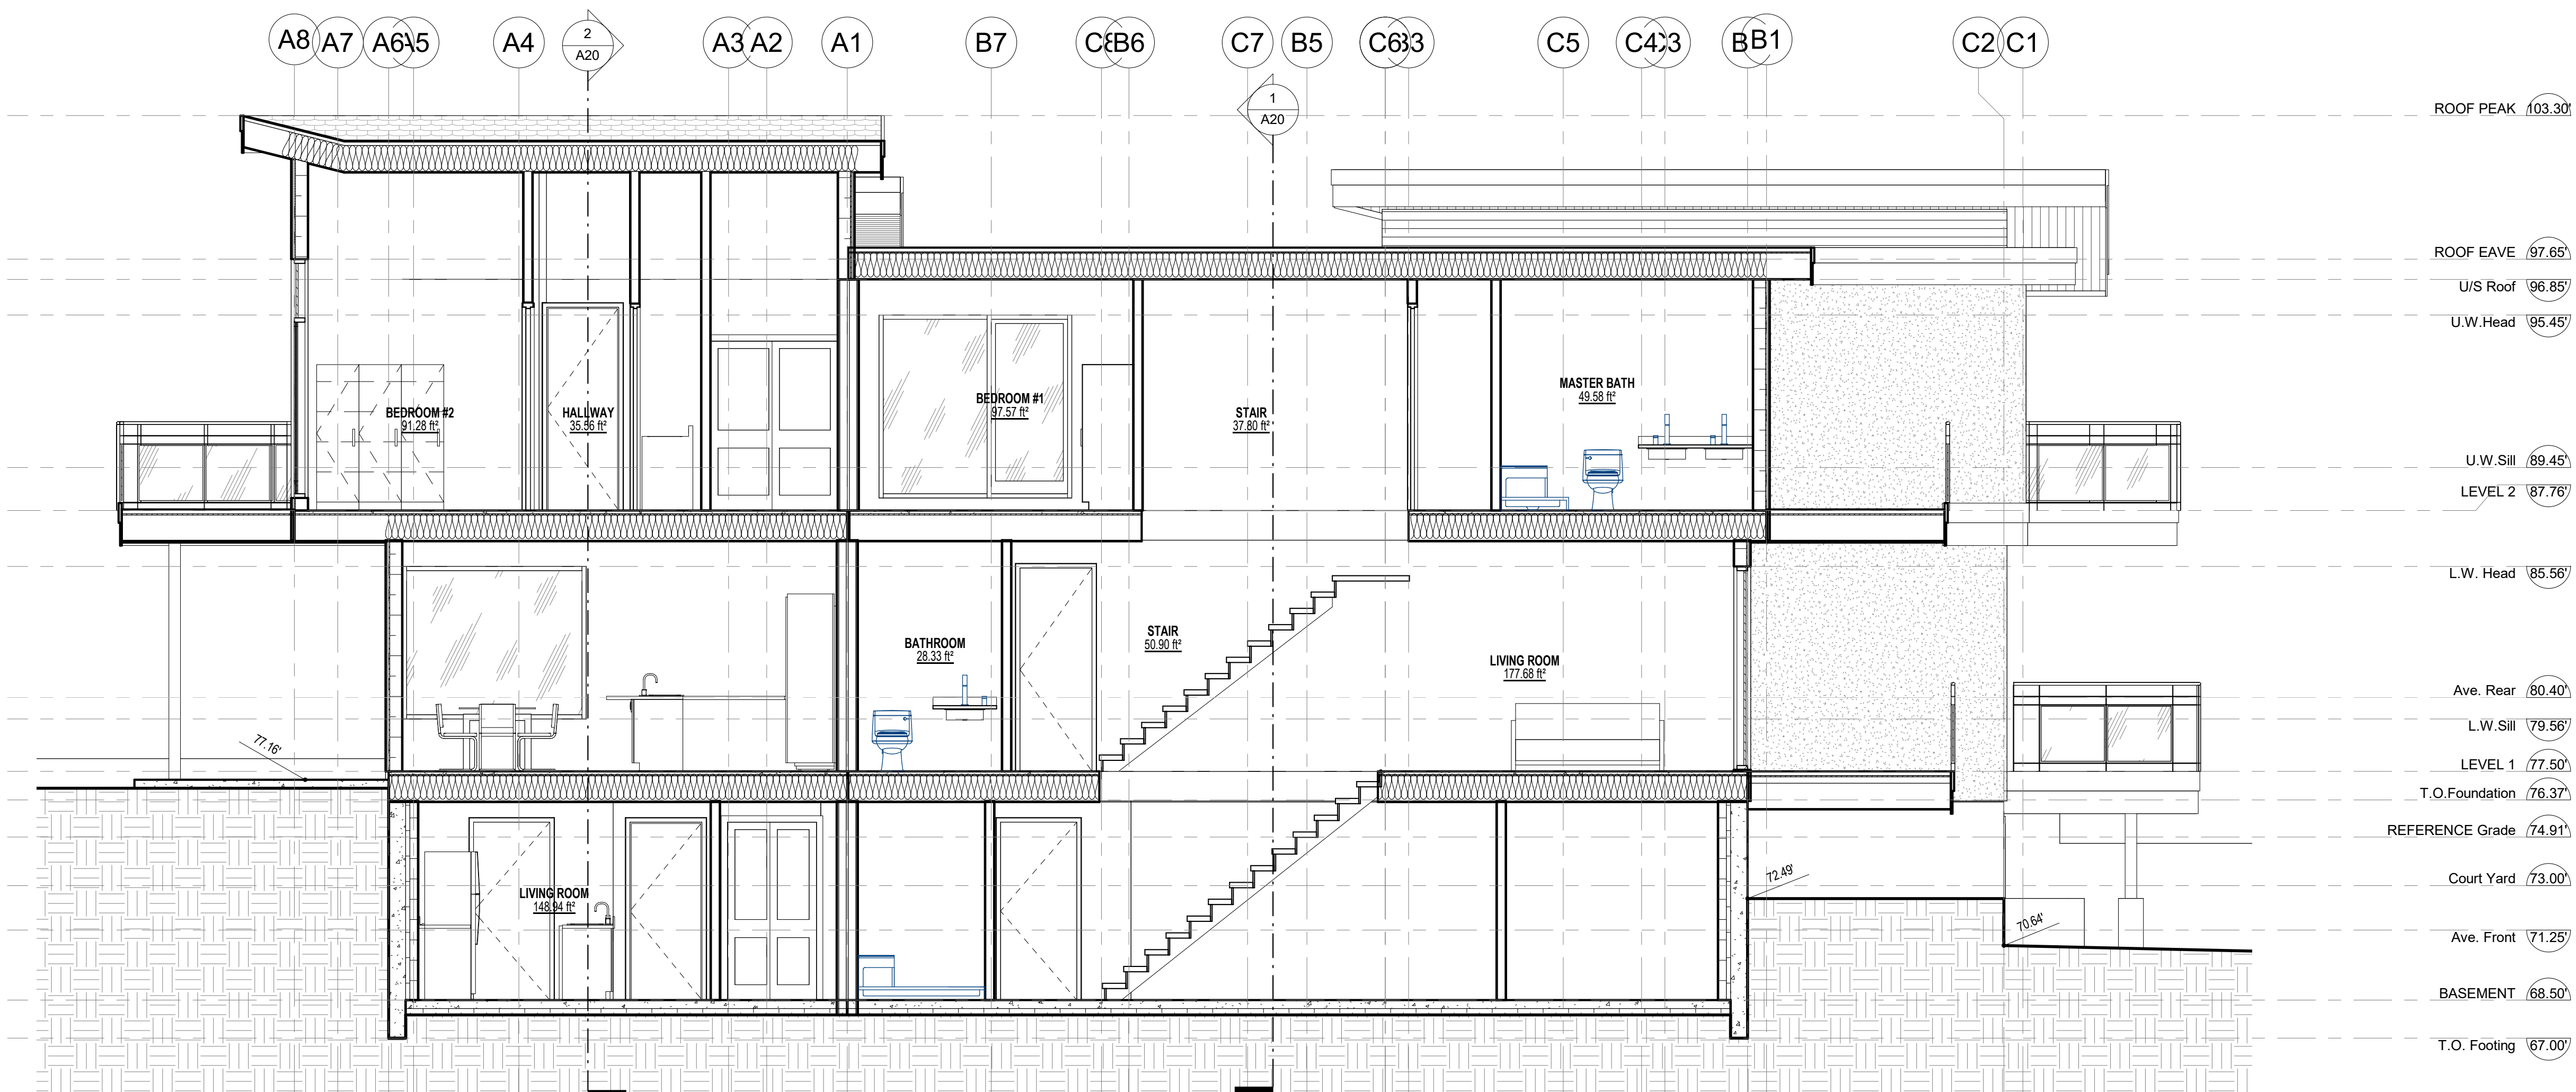 A8
A7
A6
A5
A4
2
A20
A3
A2
A1
B7
C8
B6
C7
1
A20
B5
C6
B3
C5
C4
C3
B1
C2
C1
ROOF PEAK 103.30'
ROOF EAVE 97.65'
U/S Roof 96.85'
U.W.Head 95.45'
U.W.Sill 89.45'
LEVEL 2 87.76'
L.W. Head 85.56'
Ave. Rear 80.40'
L.W.Sill 79.56'
LEVEL 1 77.50'
T.O.Foundation 76.37'
REFERENCE Grade 74.91'
Court Yard 73.00'
Ave. Front 71.25'
BASEMENT 68.50'
T.O. Footing 67.00'
BEDROOM #2
91.28 ft²
HALLWAY
35.56 ft²
BEDROOM #1
97.57 ft²
STAIR
37.80 ft²
MASTER BATH
49.58 ft²
BATHROOM
28.33 ft²
STAIR
50.90 ft²
LIVING ROOM
177.68 ft²
77.16'
LIVING ROOM
148.94 ft²
72.49'
70.64'